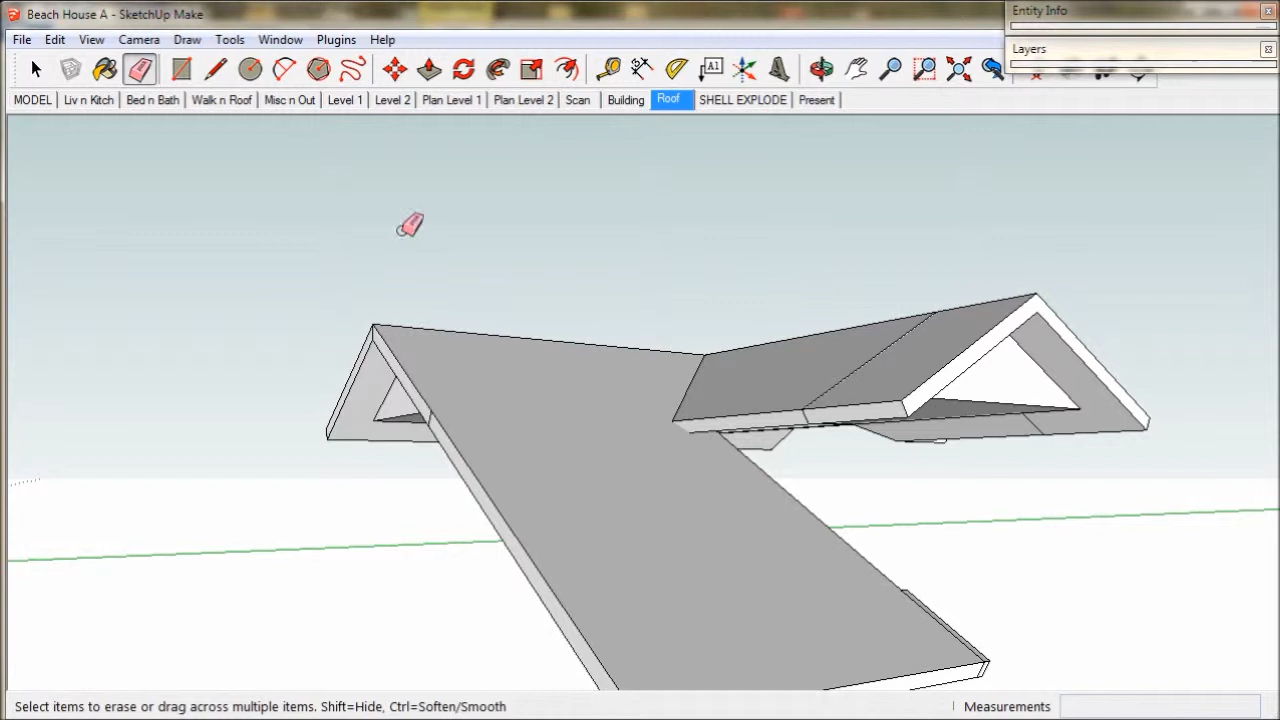 Beach House A - SketchUp Make
Entity Info
File Edit View Camera Draw Tools Window Plugins Help
Layers
A1
MODEL Liv n Kitch Bed n Bath Walk n Roof Misc n Out Level 1 Level 2 Plan Level 1 Plan Level 2 Scan Building Roof SHELL EXPLODE Present
Select items to erase or drag across multiple items. Shift=Hide, Ctrl=Soften/Smooth
Measurements